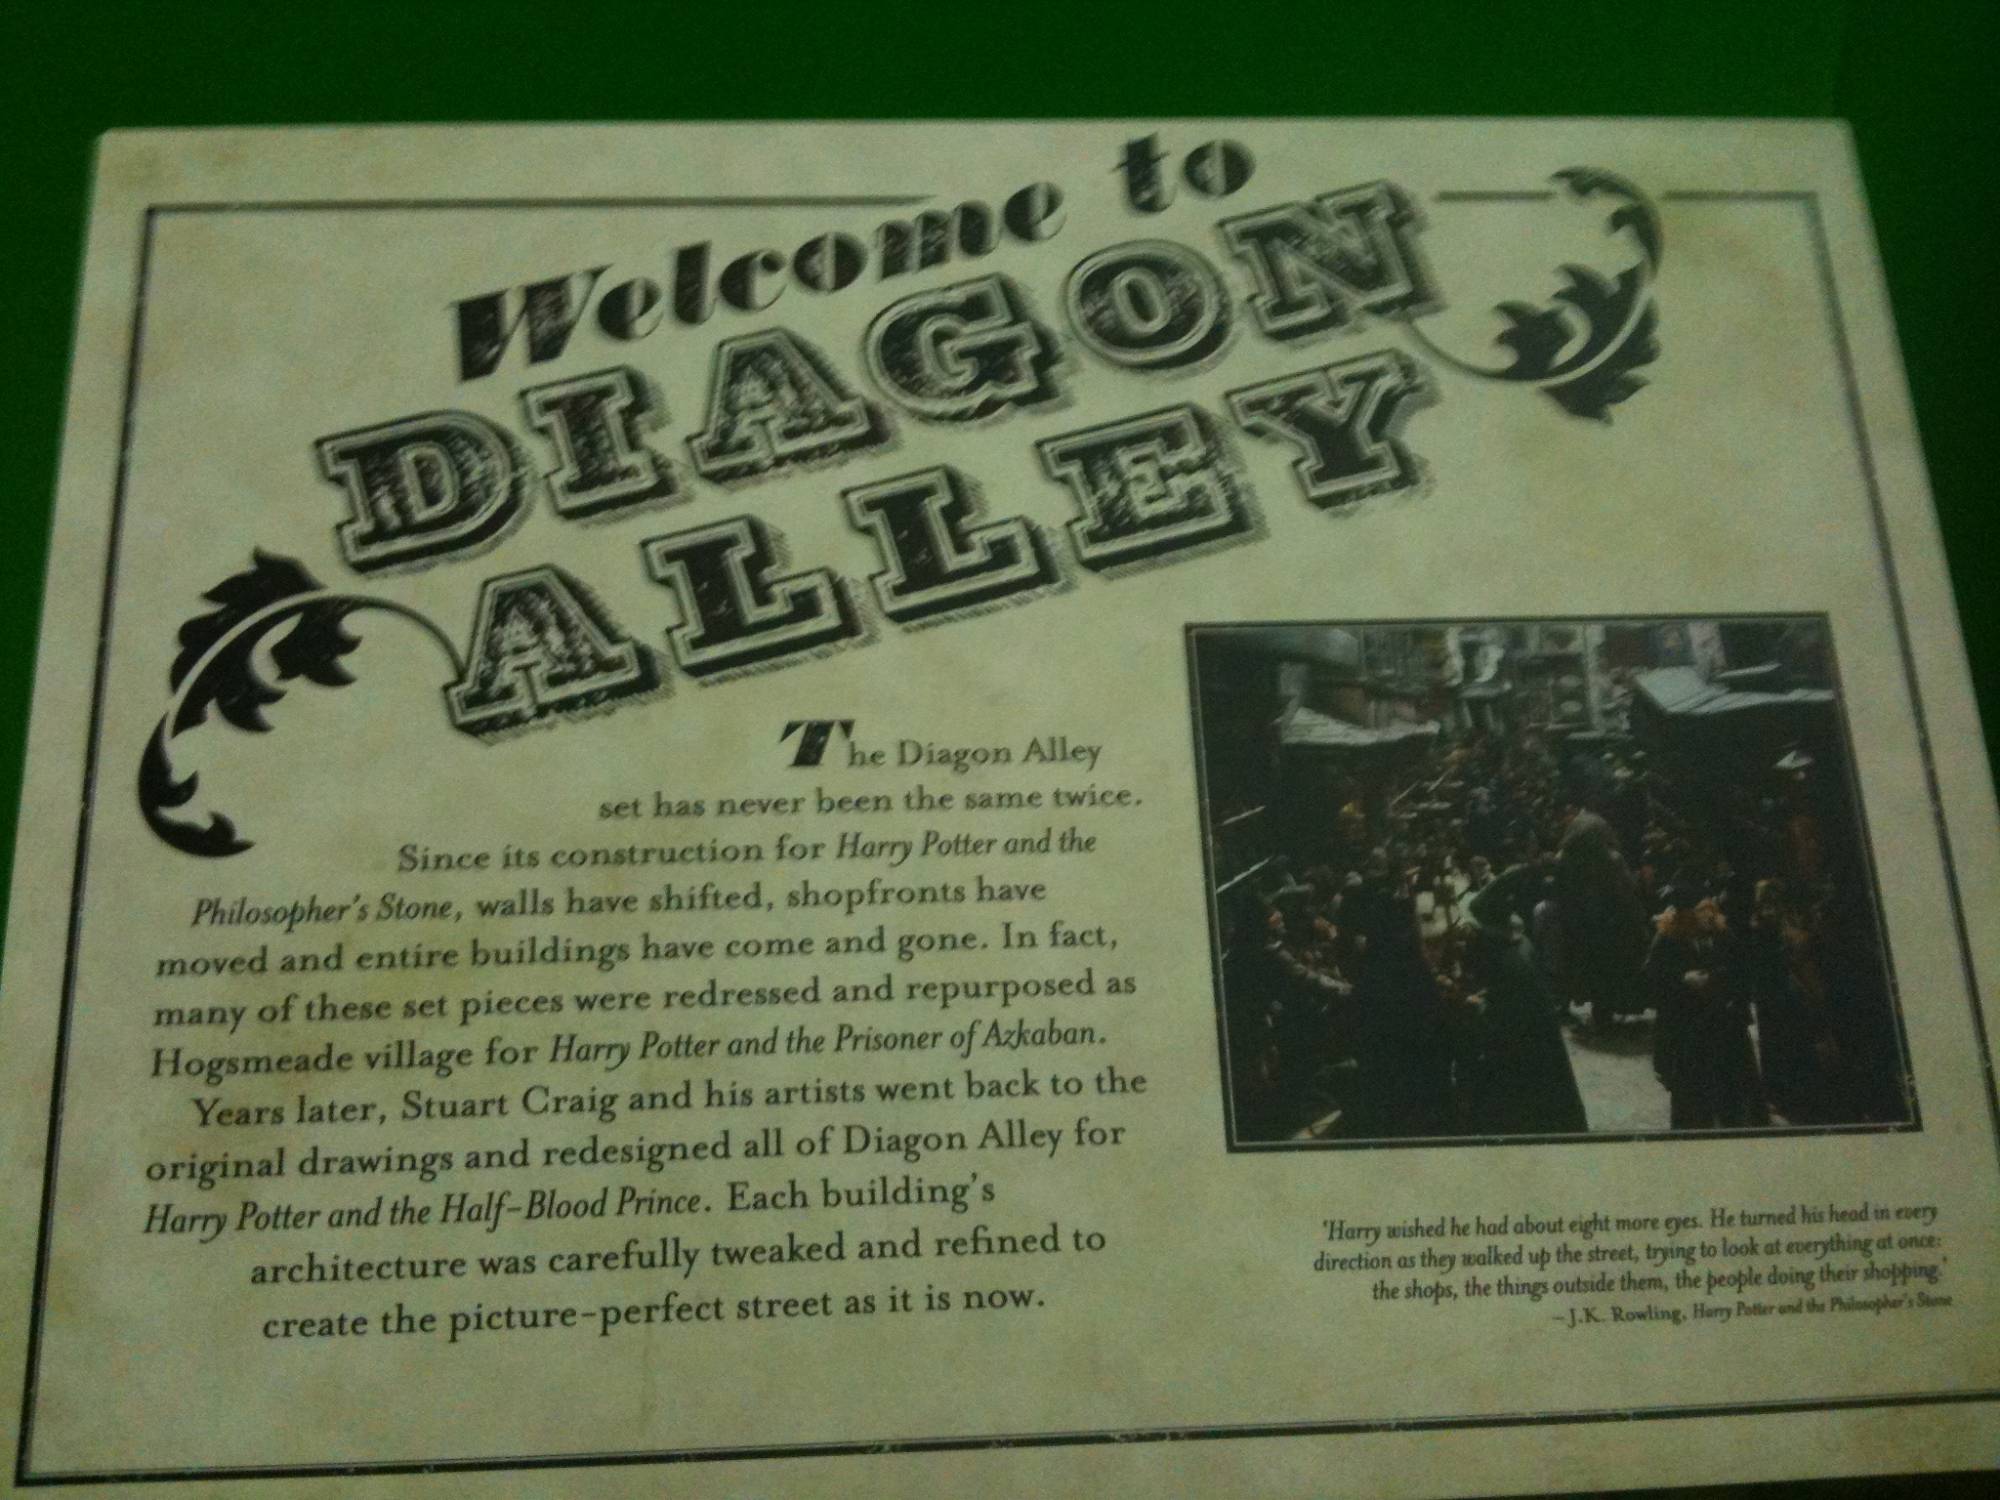 Welcome to
DIAGON
ALLEY
The Diagon Alley
set has never been the same twice.
Since its construction for Harry Potter and the
Philosopher's Stone, walls have shifted, shopfronts have
moved and entire buildings have come and gone. In fact,
many of these set pieces were redressed and repurposed as
Hogsmeade village for Harry Potter and the Prisoner of Azkaban.
Years later, Stuart Craig and his artists went back to the
original drawings and redesigned all of Diagon Alley for
Harry Potter and the Half-Blood Prince. Each building's
architecture was carefully tweaked and refined to
create the picture-perfect street as it is now.
'Harry wished he had about eight more eyes. He turned his head in every
direction as they walked up the street, trying to look at everything at once:
the shops, the things outside them, the people doing their shopping.'
– J.K. Rowling, Harry Potter and the Philosopher's Stone